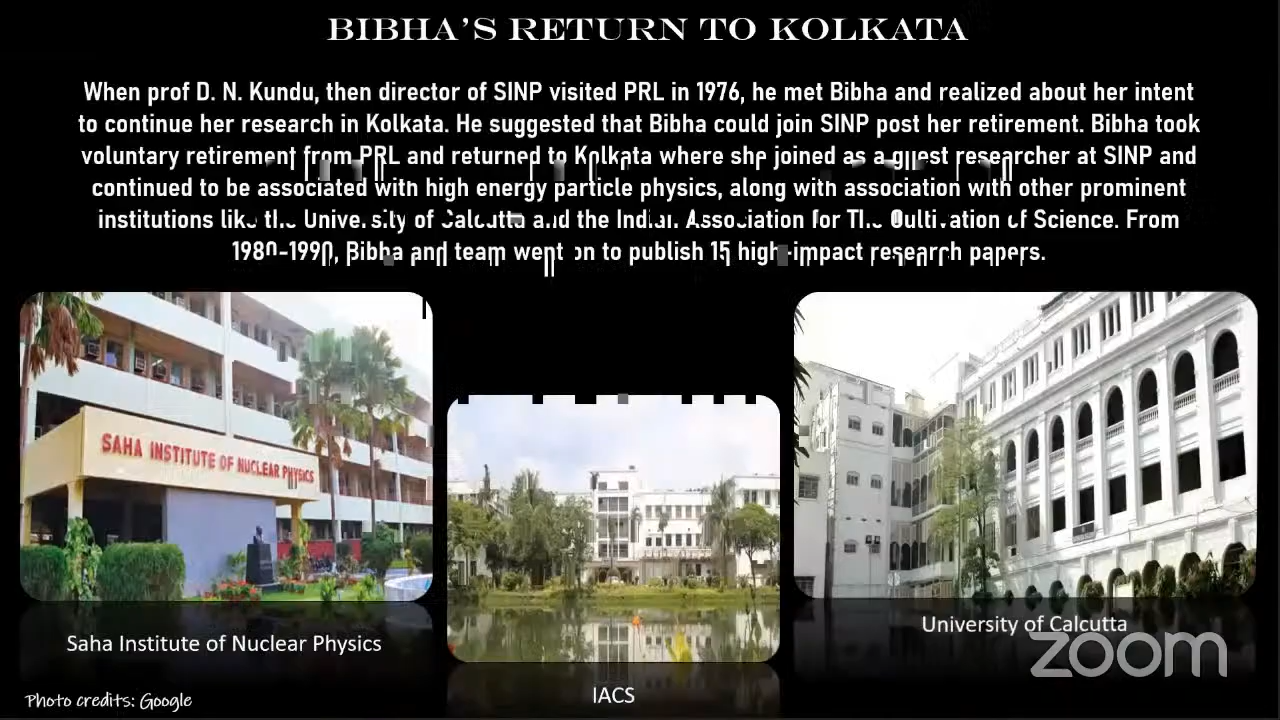 BIBHA'S RETURN TO KOLKATA
When prof D. N. Kundu, then director of SINP visited PRL in 1976, he met Bibha and realized about her intent
to continue her research in Kolkata. He suggested that Bibha could join SINP post her retirement. Bibha took
voluntary retirement from PRL and returned to Kolkata where she joined as a guest researcher at SINP and
continued to be associated with high energy particle physics, along with association with other prominent
institutions like the University of Calcutta and the Indian Association for The Cultivation of Science. From
1980-1990, Bibha and team went on to publish 15 high-impact research papers.
SAHA INSTITUTE OF NUCLEAR PHYSICS
Saha Institute of Nuclear Physics
IACS
University of Calcutta
zoom
Photo credits: Google